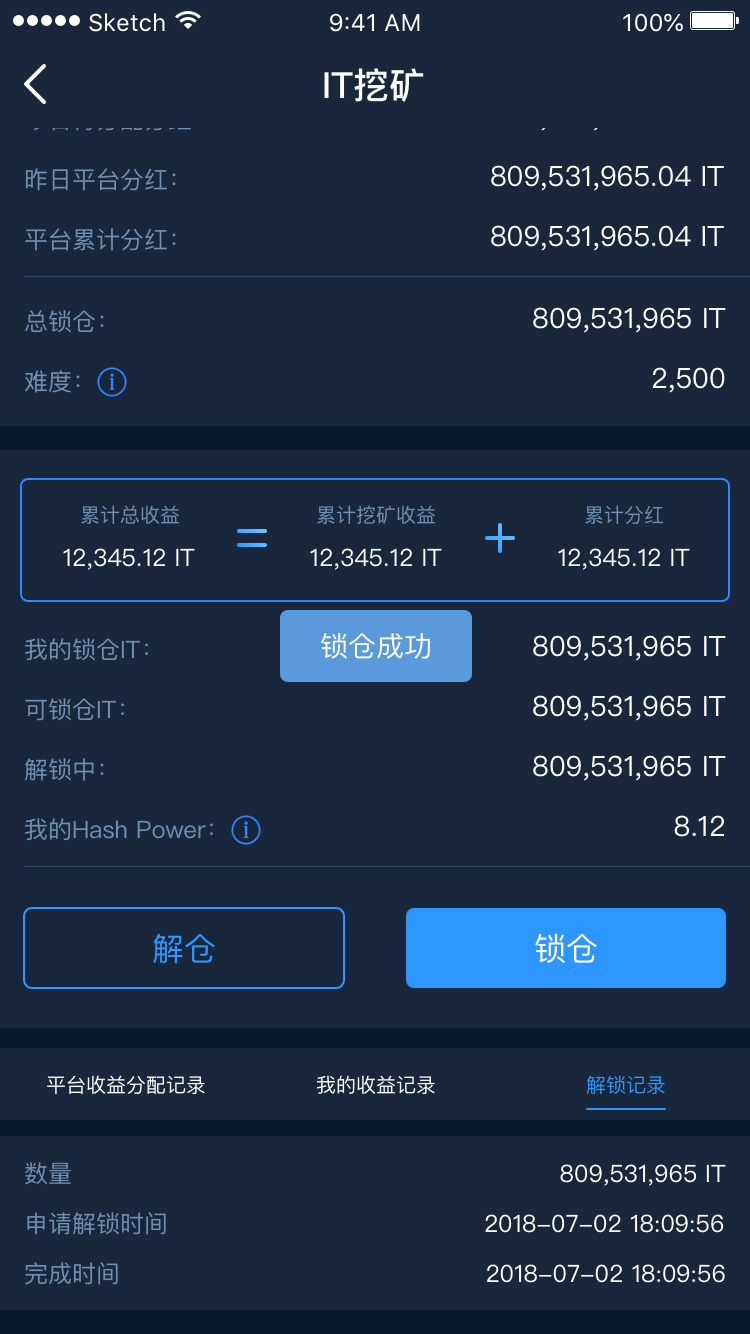 Sketch 9:41 AM 100%
IT挖矿
昨日平台分红: 809,531,965.04 IT
平台累计分红: 809,531,965.04 IT
总锁仓: 809,531,965 IT
难度: i 2,500
累计总收益 累计挖矿收益 累计分红
12,345.12 IT = 12,345.12 IT + 12,345.12 IT
锁仓成功
我的锁仓IT: 809,531,965 IT
可锁仓IT: 809,531,965 IT
解锁中: 809,531,965 IT
我的Hash Power: i 8.12
解仓 锁仓
平台收益分配记录 我的收益记录 解锁记录
数量 809,531,965 IT
申请解锁时间 2018-07-02 18:09:56
完成时间 2018-07-02 18:09:56